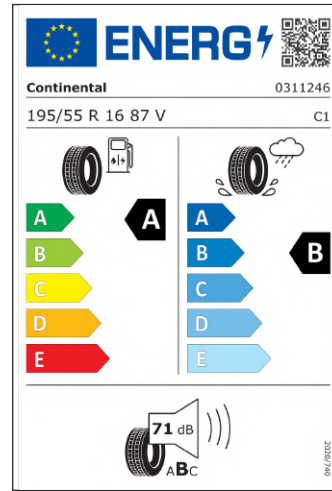 ENERG
Continental 0311246
195/55 R 16 87 V C1
A A A
B B B
C C
D D
E E
71 dB
ABC
2020/740